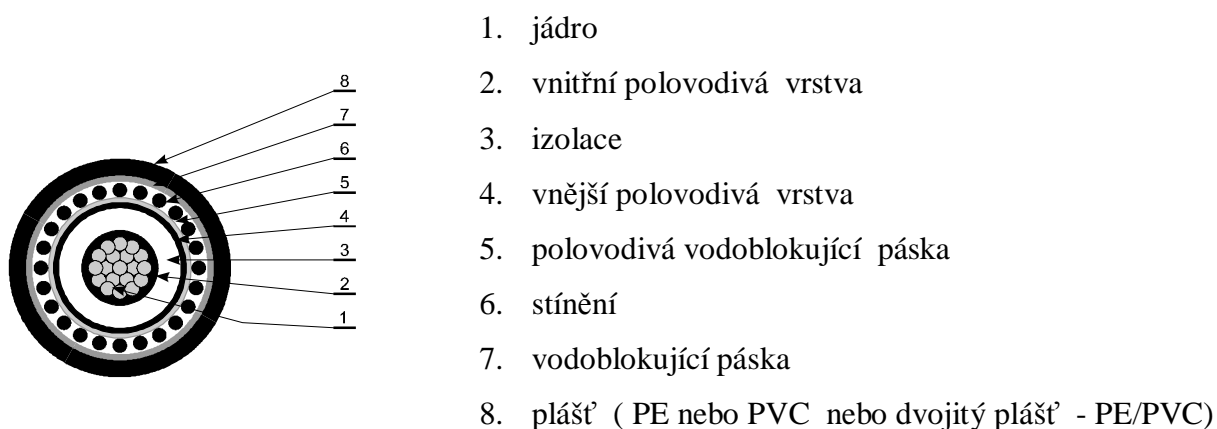 8
7
6
5
4
3
2
1
1. jádro
2. vnitřní polovodivá vrstva
3. izolace
4. vnější polovodivá vrstva
5. polovodivá vodoblokující páska
6. stínění
7. vodoblokující páska
8. plášť ( PE nebo PVC nebo dvojitý plášť - PE/PVC)